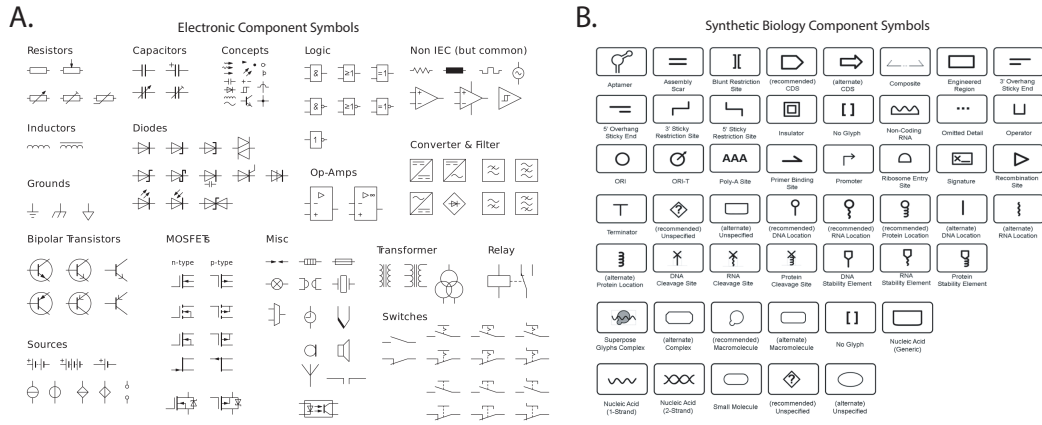 A.
Electronic Component Symbols
Resistors
Capacitors
Concepts
Logic
Non IEC (but common)
&
≥1
=1
&
≥1
=1
1
Inductors
Diodes
Converter & Filter
Grounds
Op-Amps
Bipolar Transistors
MOSFETs
n-type
p-type
Misc
Transformer
Relay
Switches
Sources
B.
Synthetic Biology Component Symbols
Aptamer
Assembly
Scar
Blunt Restriction
Site
(recommended)
CDS
(alternate)
CDS
Composite
Engineered
Region
3' Overhang
Sticky End
5' Overhang
Sticky End
3' Sticky
Restriction Site
5' Sticky
Restriction Site
Insulator
[ ]
No Glyph
Non-Coding
RNA
Omitted Detail
Operator
ORI
ORI-T
AAA
Poly-A Site
Primer Binding
Site
Promoter
Ribosome Entry
Site
Signature
Recombination
Site
Terminator
?
(recommended)
Unspecified
(alternate)
Unspecified
(recommended)
DNA Location
(recommended)
RNA Location
(recommended)
Protein Location
(alternate)
DNA Location
(alternate)
RNA Location
(alternate)
Protein Location
DNA
Cleavage Site
RNA
Cleavage Site
Protein
Cleavage Site
DNA
Stability Element
RNA
Stability Element
Protein
Stability Element
Superpose
Glyphs Complex
(alternate)
Complex
(recommended)
Macromolecule
(alternate)
Macromolecule
[ ]
No Glyph
Nucleic Acid
(Generic)
Nucleic Acid
(1-Strand)
Nucleic Acid
(2-Strand)
Small Molecule
?
(recommended)
Unspecified
(alternate)
Unspecified